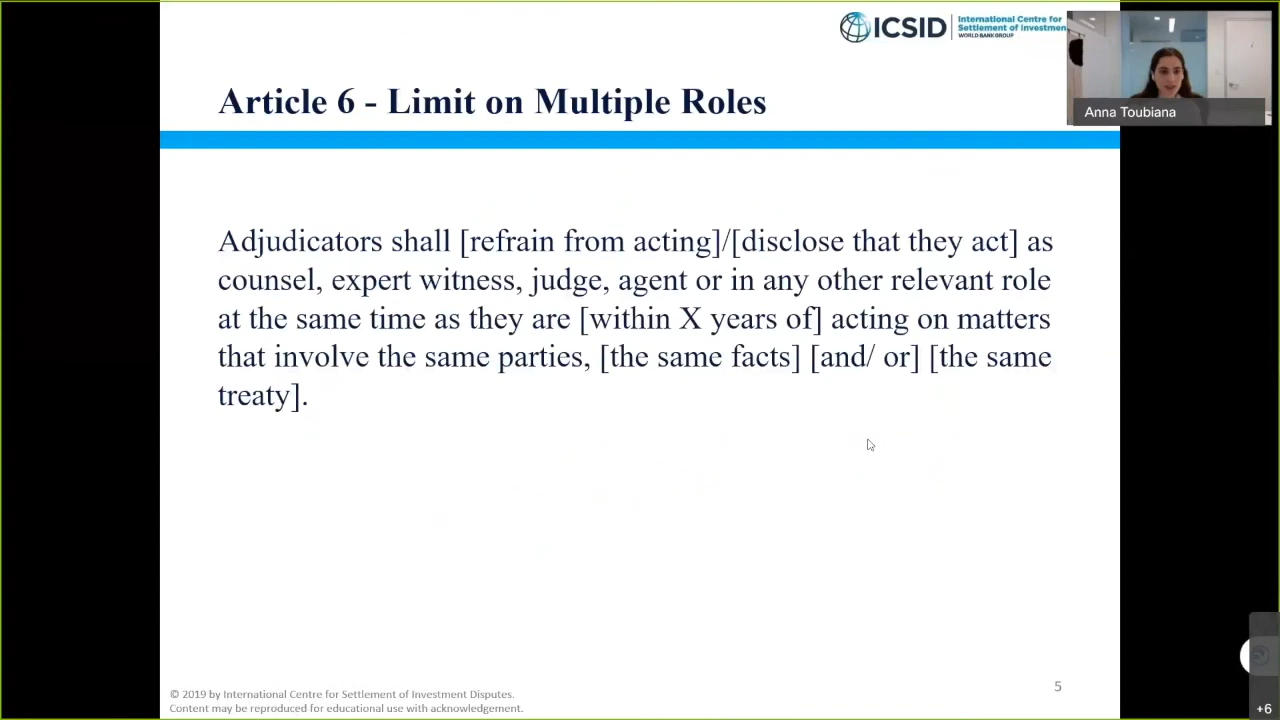 ICSID
International Centre for
Settlement of Investmen
WORLD BANK GROUP
Anna Toubiana
Article 6 - Limit on Multiple Roles
Adjudicators shall [refrain from acting]/[disclose that they act] as
counsel, expert witness, judge, agent or in any other relevant role
at the same time as they are [within X years of] acting on matters
that involve the same parties, [the same facts] [and/ or] [the same
treaty].
© 2019 by International Centre for Settlement of Investment Disputes.
Content may be reproduced for educational use with acknowledgement.
5
+6